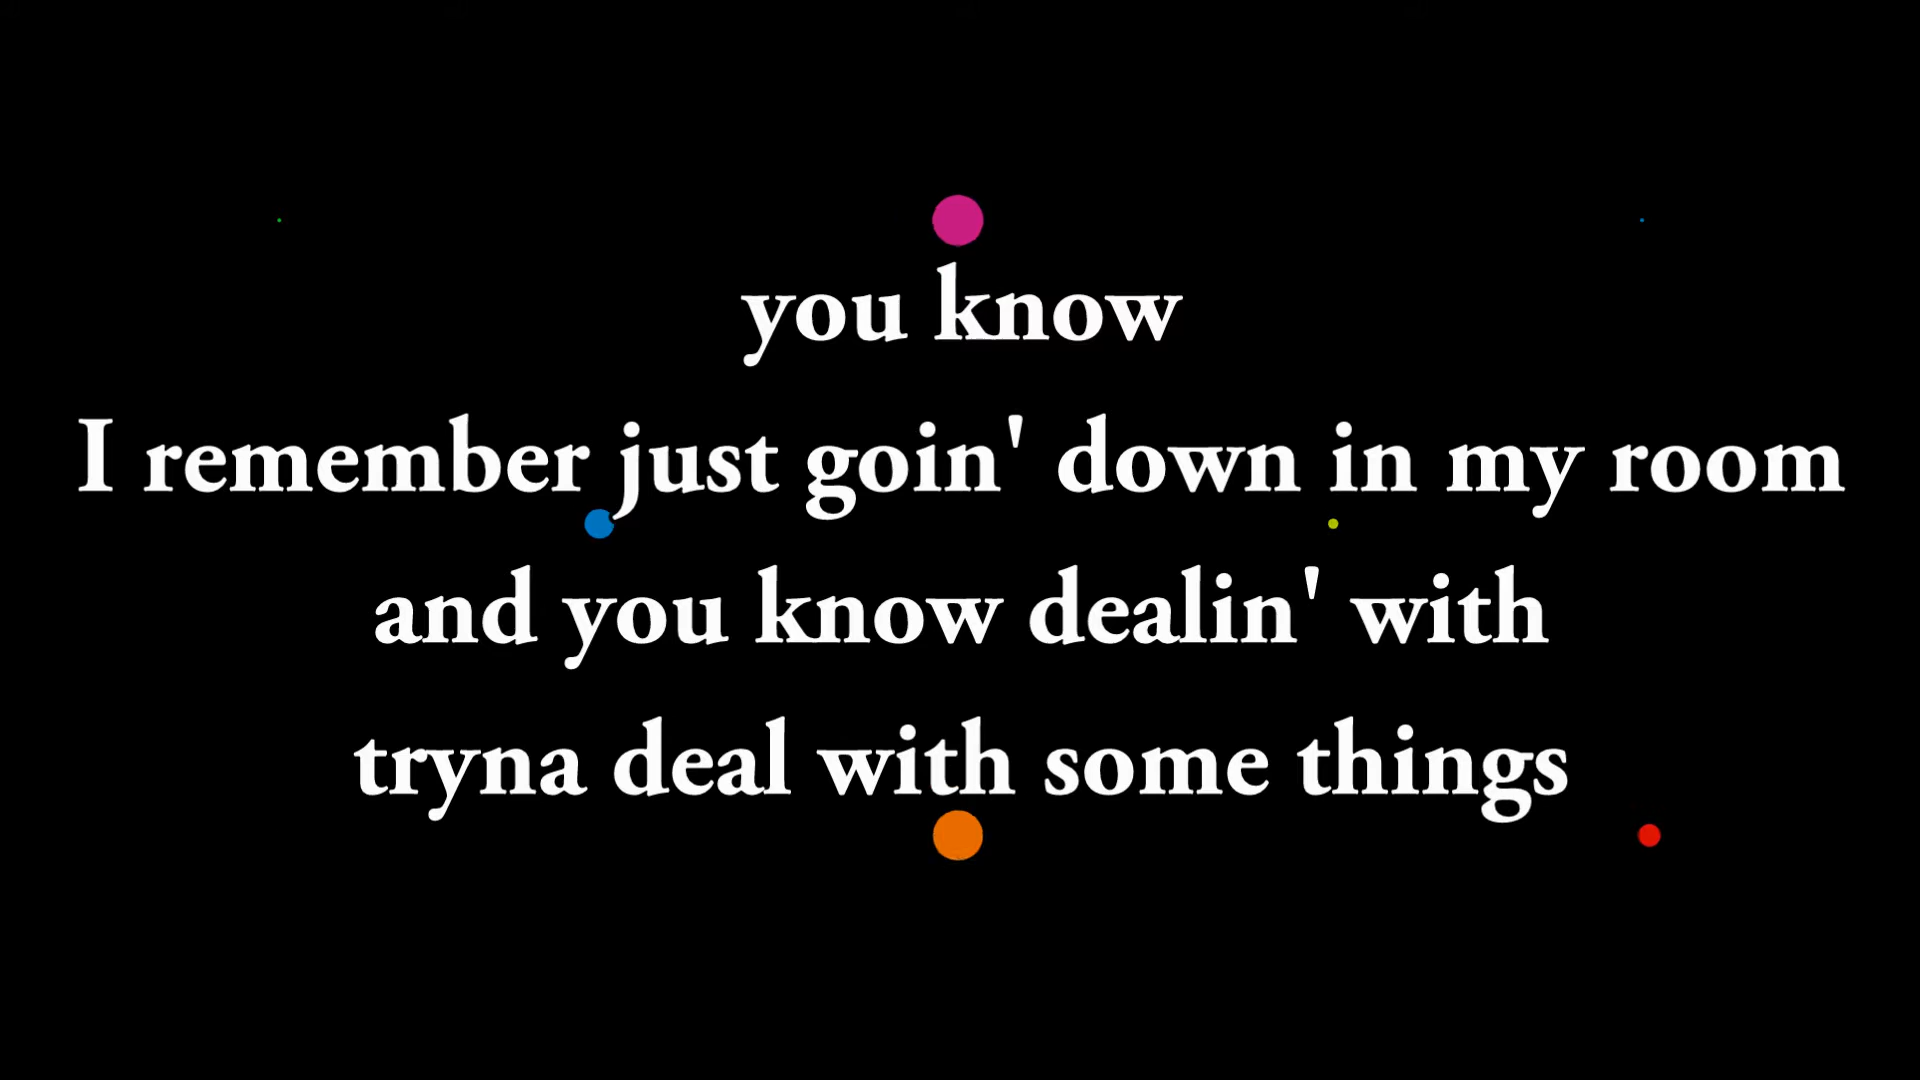 you know
I remember just goin' down in my room
and you know dealin' with
tryna deal with some things